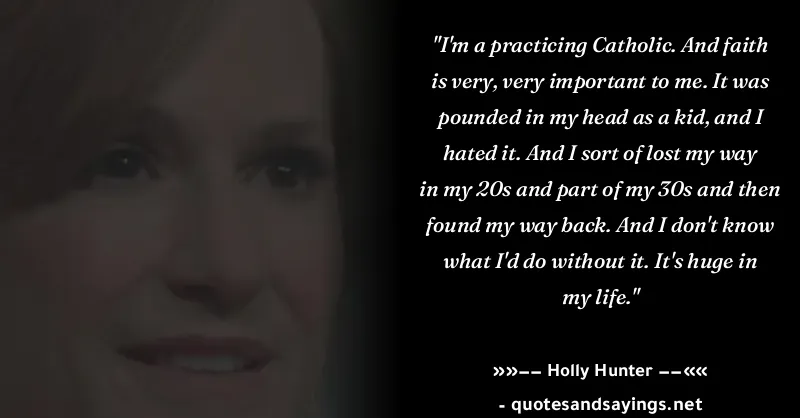 "I'm a practicing Catholic. And faith
is very, very important to me. It was
pounded in my head as a kid, and I
hated it. And I sort of lost my way
in my 20s and part of my 30s and then
found my way back. And I don't know
what I'd do without it. It's huge in
my life."
»»−− Holly Hunter −−««
- quotesandsayings.net